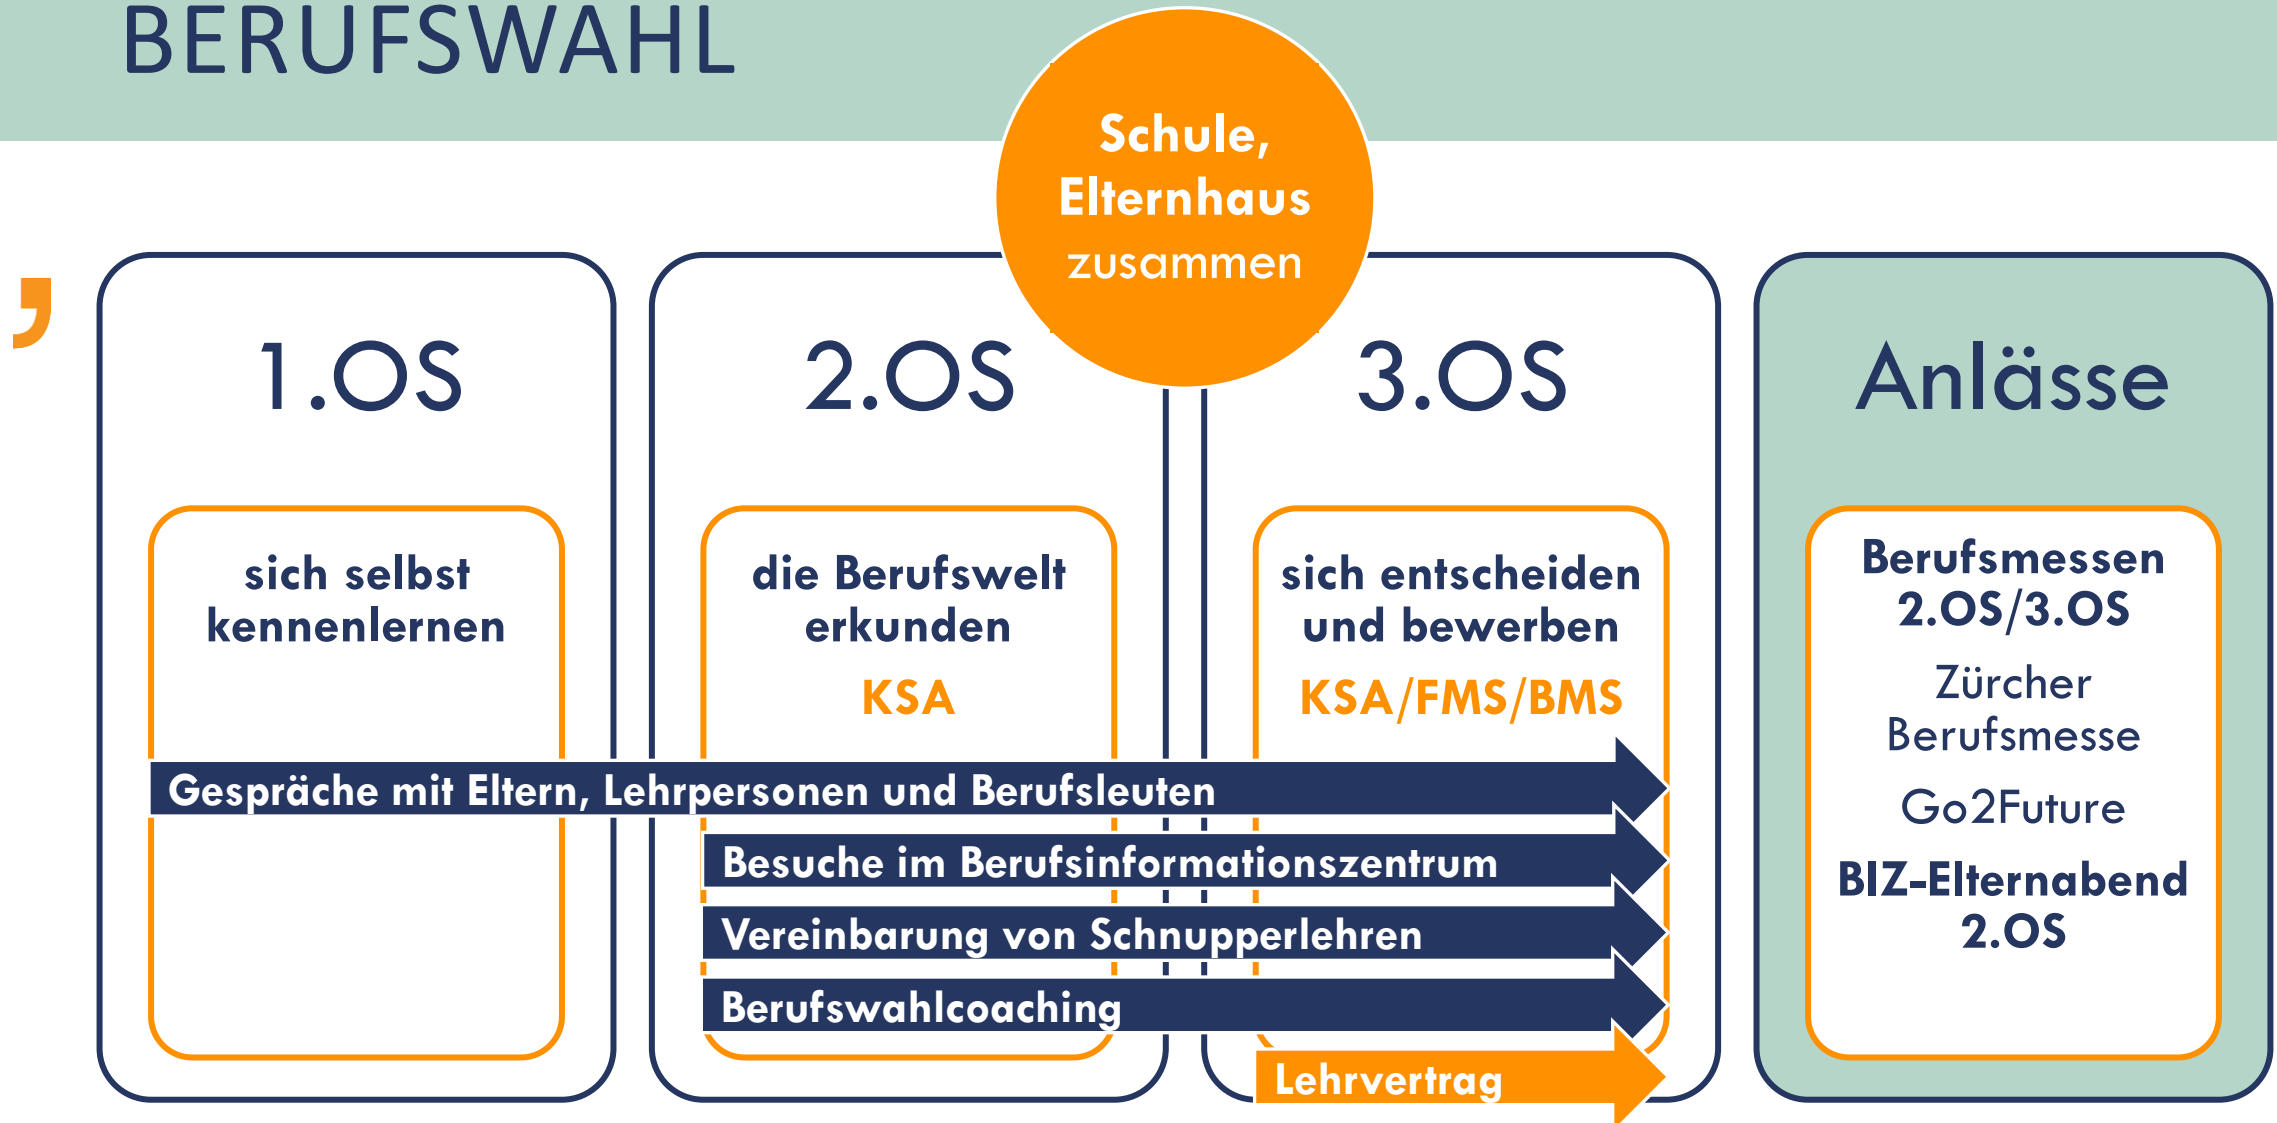 BERUFSWAHL
Schule,
Elternhaus
zusammen
’
1.OS
sich selbst
kennenlernen
2.OS
die Berufswelt
erkunden
KSA
3.OS
sich entscheiden
und bewerben
KSA/FMS/BMS
Gespräche mit Eltern, Lehrpersonen und Berufsleuten
Besuche im Berufsinformationszentrum
Vereinbarung von Schnupperlehren
Berufswahlcoaching
Lehrvertrag
Anlässe
Berufsmessen
2.OS/3.OS
Zürcher
Berufsmesse
Go2Future
BIZ-Elternabend
2.OS